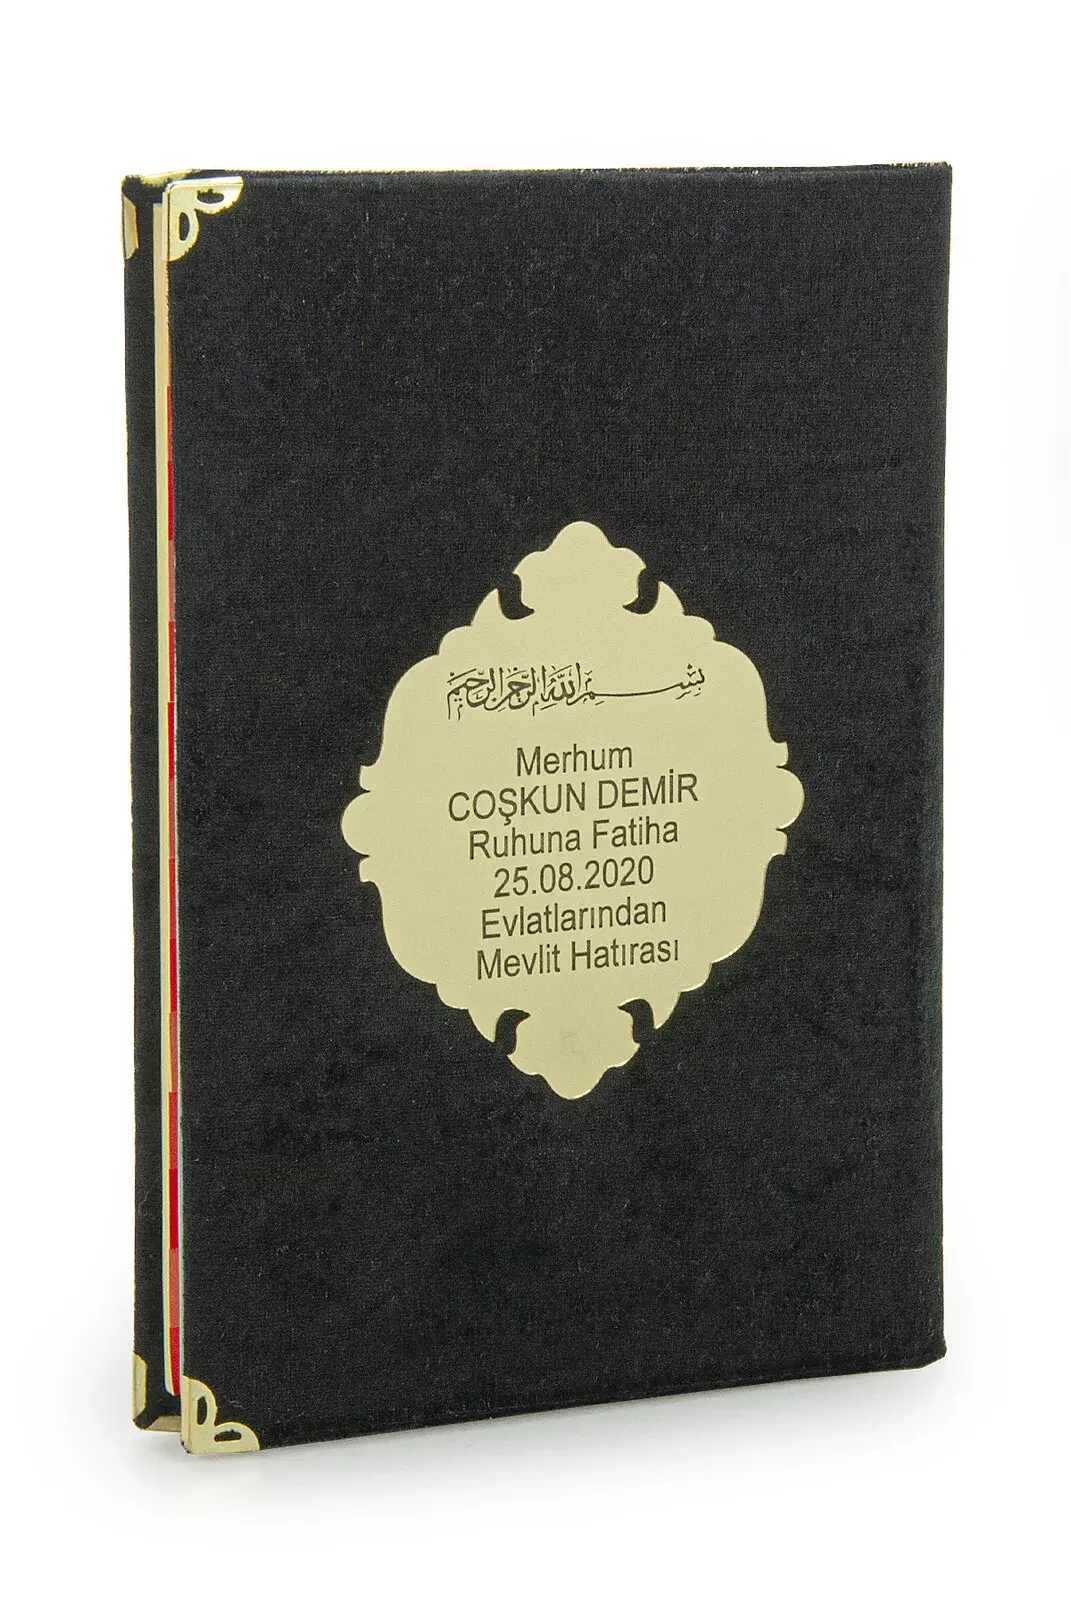 بسم الله الرحمن الرحيم
Merhum
COŞKUN DEMİR
Ruhuna Fatiha
25.08.2020
Evlatlarından
Mevlit Hatırası